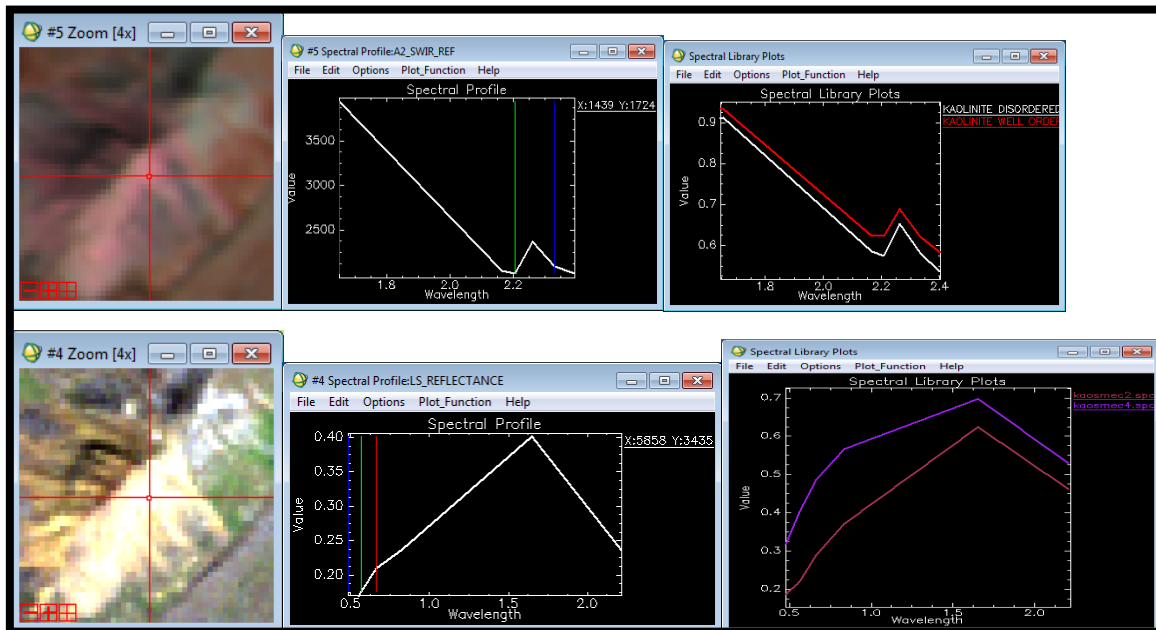 #5 Zoom [4x]
#5 Spectral Profile:A2_SWIR_REF
File Edit Options Plot_Function Help
Spectral Profile
X:1439 Y:1724
3500
3000
2500
Value
1.8 2.0 2.2
Wavelength
Spectral Library Plots
File Edit Options Plot_Function Help
Spectral Library Plots
KAOLINITE DISORDERED
KAOLINITE WELL ORDE
0.9
0.8
0.7
0.6
Value
1.8 2.0 2.2 2.4
Wavelength
#4 Zoom [4x]
#4 Spectral Profile:LS_REFLECTANCE
File Edit Options Plot_Function Help
Spectral Profile
X:5858 Y:3435
0.40
0.35
0.30
0.25
0.20
Value
0.5 1.0 1.5 2.0
Wavelength
Spectral Library Plots
File Edit Options Plot_Function Help
Spectral Library Plots
kaosmec2.spc
kaosmec4.spc
0.7
0.6
0.5
0.4
0.3
0.2
Value
0.5 1.0 1.5 2.0
Wavelength